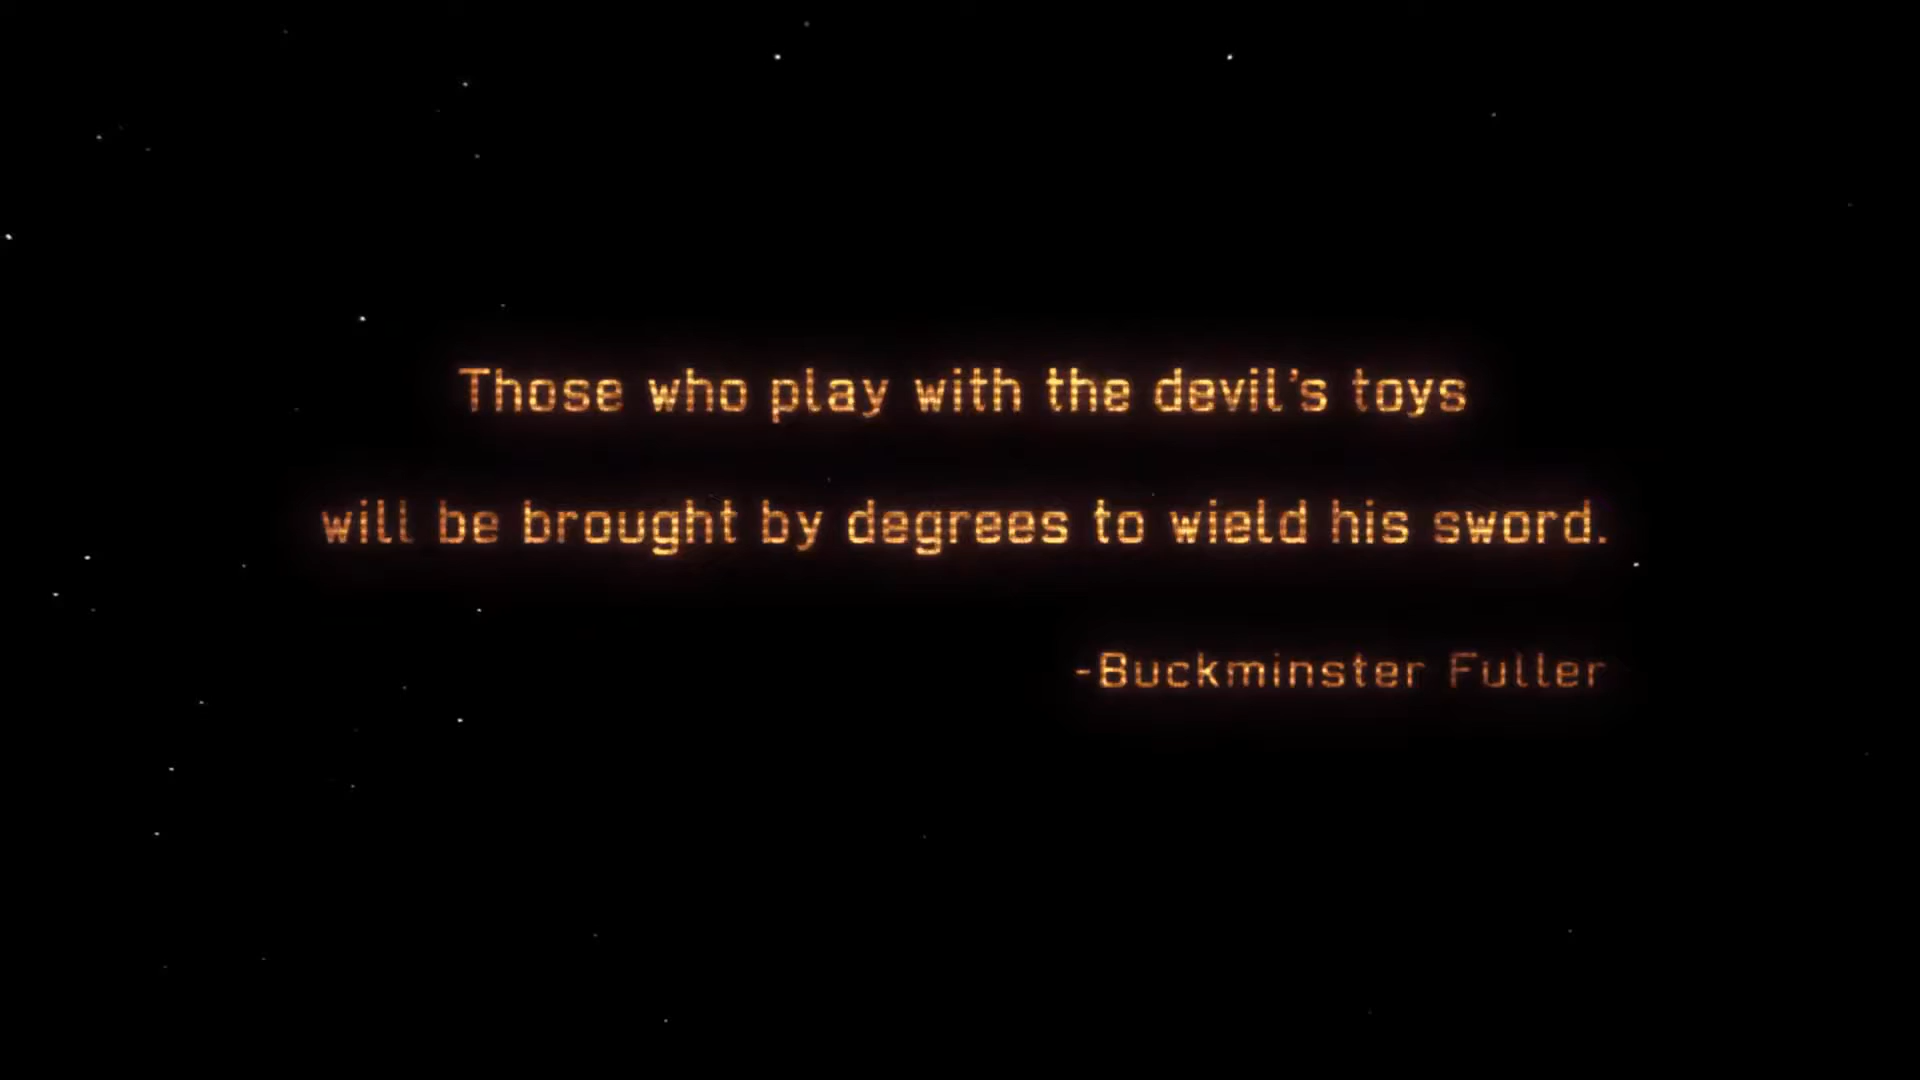 Those who play with the devil's toys
will be brought by degrees to wield his sword.
-Buckminster Fuller